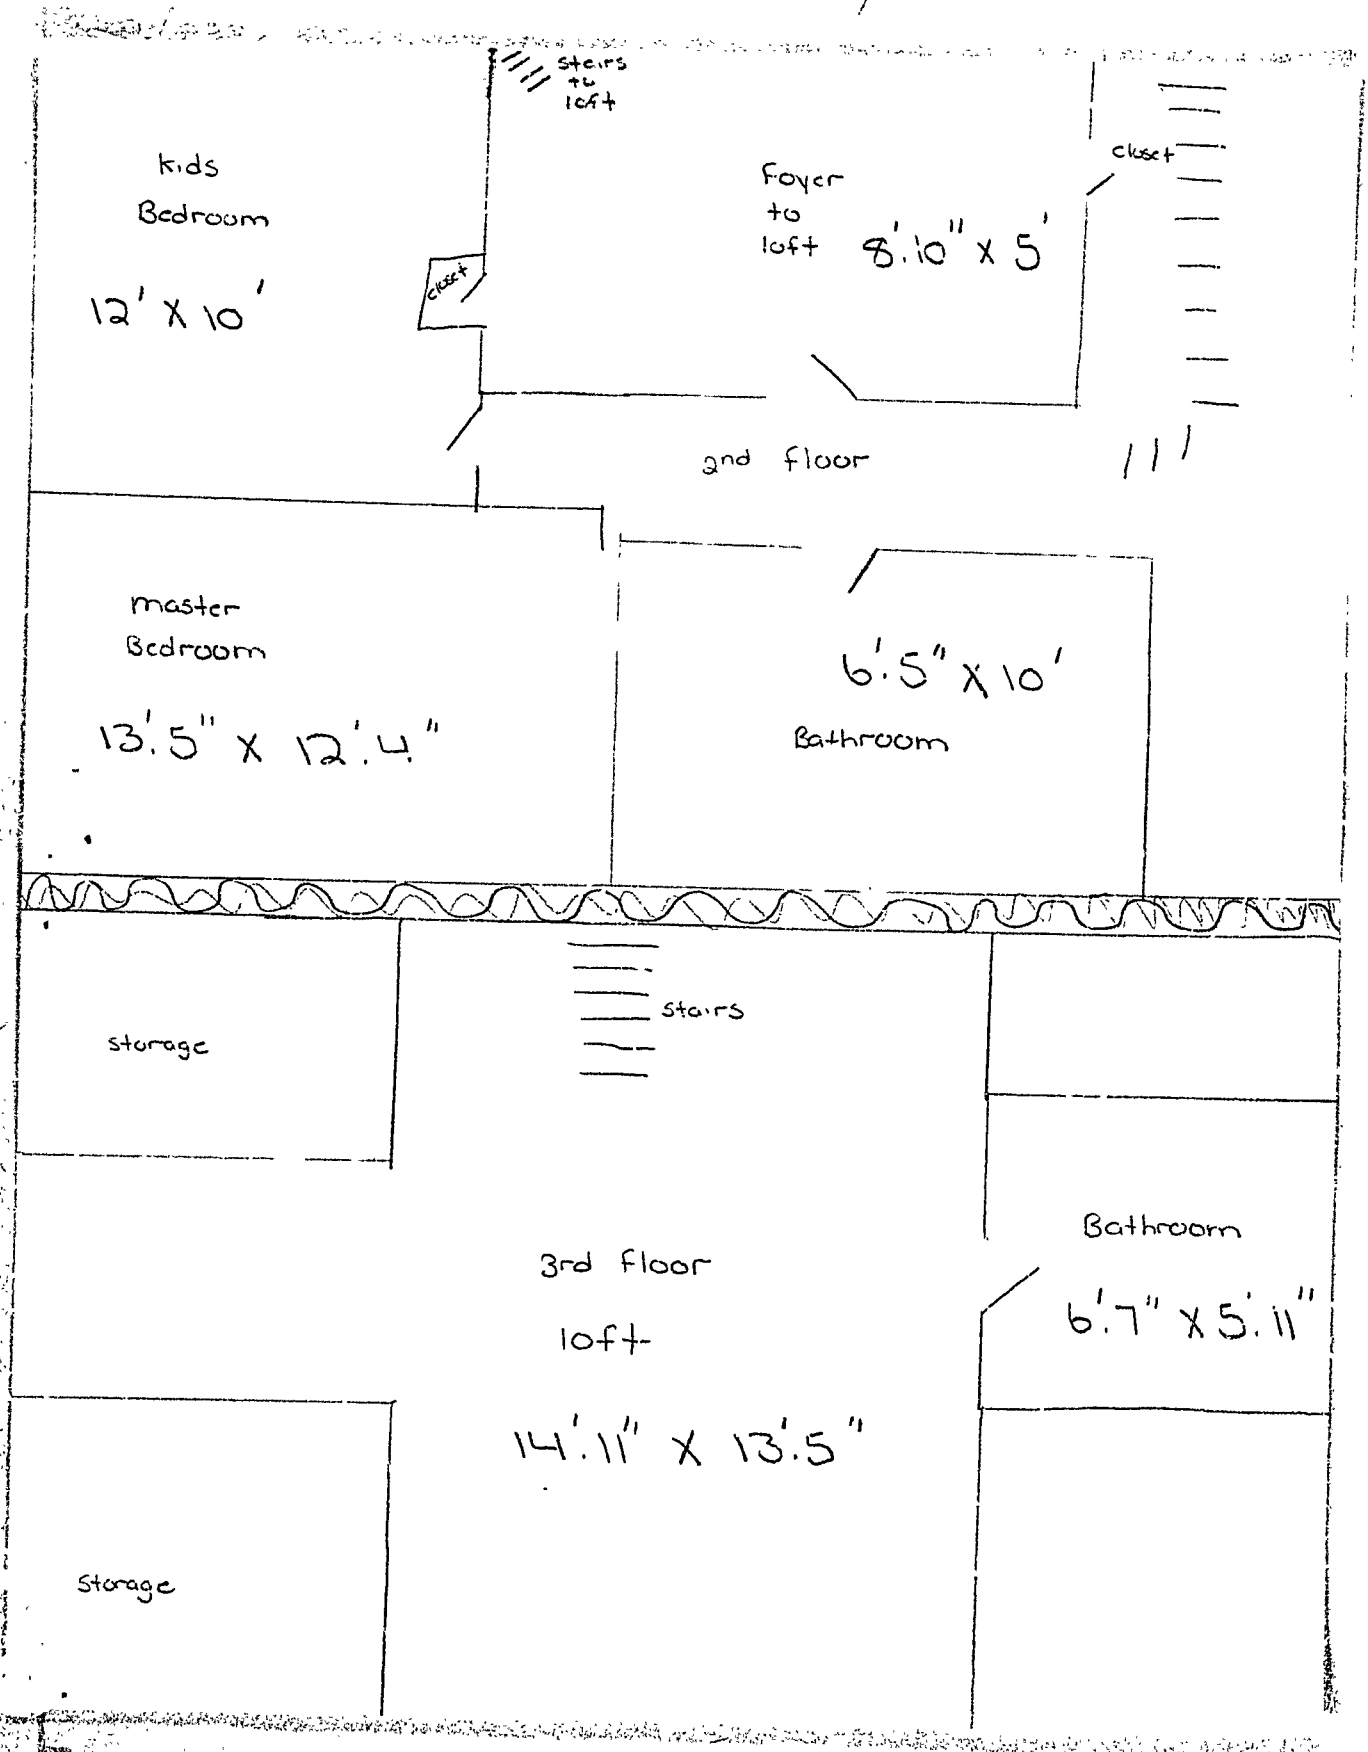 stairs
to
loft
closet
Kids
Bedroom
Foyer
to
loft 8'.10" X 5'
closet
12' X 10'
2nd floor
master
Bedroom
6'.5" X 10'
13'.5" X 12'.4"
Bathroom
Stairs
Storage
Bathroom
3rd floor
6'.7" X 5'.11"
loft
14'.11" X 13'.5"
Storage